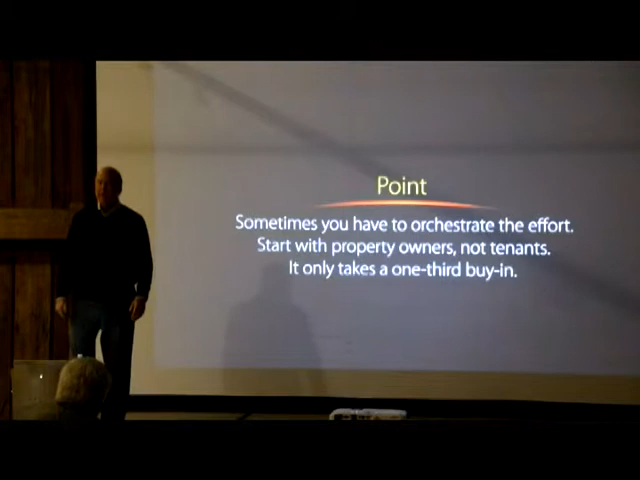 Point
Sometimes you have to orchestrate the effort.
Start with property owners, not tenants.
It only takes a one-third buy-in.